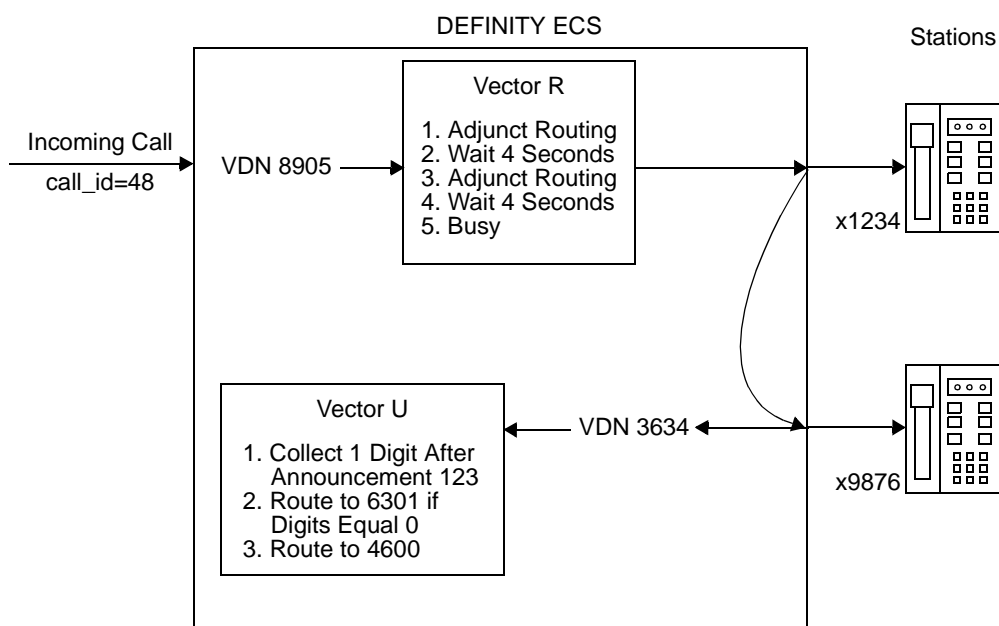 DEFINITY ECS
Stations
Incoming Call
call_id=48
VDN 8905
Vector R
1. Adjunct Routing
2. Wait 4 Seconds
3. Adjunct Routing
4. Wait 4 Seconds
5. Busy
x1234
Vector U
1. Collect 1 Digit After
Announcement 123
2. Route to 6301 if
Digits Equal 0
3. Route to 4600
VDN 3634
x9876